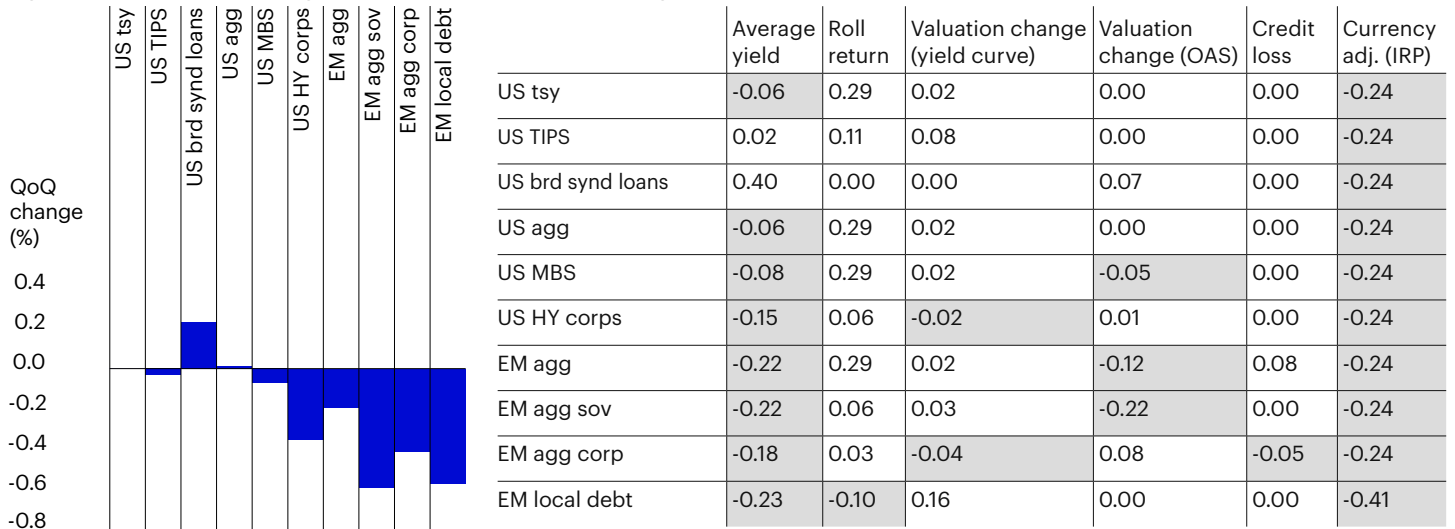 US tsy
US TIPS
US brd synd loans
US agg
US MBS
US HY corps
EM agg
EM agg sov
EM agg corp
EM local debt
QoQ
change
(%)
0.4
0.2
0.0
-0.2
-0.4
-0.6
-0.8
Average Roll Valuation change Valuation Credit Currency
yield return (yield curve) change (OAS) loss adj. (IRP)
US tsy -0.06 0.29 0.02 0.00 0.00 -0.24
US TIPS 0.02 0.11 0.08 0.00 0.00 -0.24
US brd synd loans 0.40 0.00 0.00 0.07 0.00 -0.24
US agg -0.06 0.29 0.02 0.00 0.00 -0.24
US MBS -0.08 0.29 0.02 -0.05 0.00 -0.24
US HY corps -0.15 0.06 -0.02 0.01 0.00 -0.24
EM agg -0.22 0.29 0.02 -0.12 0.08 -0.24
EM agg sov -0.22 0.06 0.03 -0.22 0.00 -0.24
EM agg corp -0.18 0.03 -0.04 0.08 -0.05 -0.24
EM local debt -0.23 -0.10 0.16 0.00 0.00 -0.41